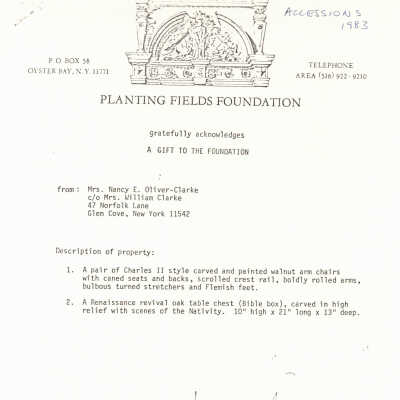 ACCESSIONS
1983
P O BOX 58
OYSTER BAY, N.Y. 11771
TELEPHONE
AREA (516) 922 - 9210
PLANTING FIELDS FOUNDATION
gratefully acknowledges
A GIFT TO THE FOUNDATION
from: Mrs. Nancy E. Oliver-Clarke
c/o Mrs. William Clarke
47 Norfolk Lane
Glen Cove, New York 11542
Description of property:
1. A pair of Charles II style carved and painted walnut arm chairs
with caned seats and backs, scrolled crest rail, boldly rolled arms,
bulbous turned stretchers and Flemish feet.
2. A Renaissance revival oak table chest (Bible box), carved in high
relief with scenes of the Nativity. 10" high x 21" long x 13" deep.